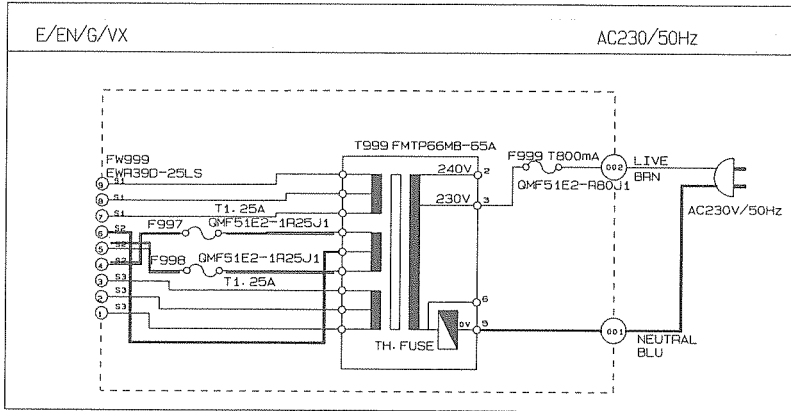 E/EN/G/VX
AC230/50Hz
T999 FMTP66MB-65A
FW999
EWR39D-25LS
240V
2
F999 T800mA
002
LIVE
BRN
230V
3
QMF51E2-R80J1
AC230V/50Hz
9 S1
8 S1
7 S1
T1.25A
6 S2
F997
QMF51E2-1R25J1
5 S2
4 S2
F998
QMF51E2-1R25J1
3 S3
T1.25A
2 S3
1 S3
6
0V
TH.FUSE
001
NEUTRAL
BLU